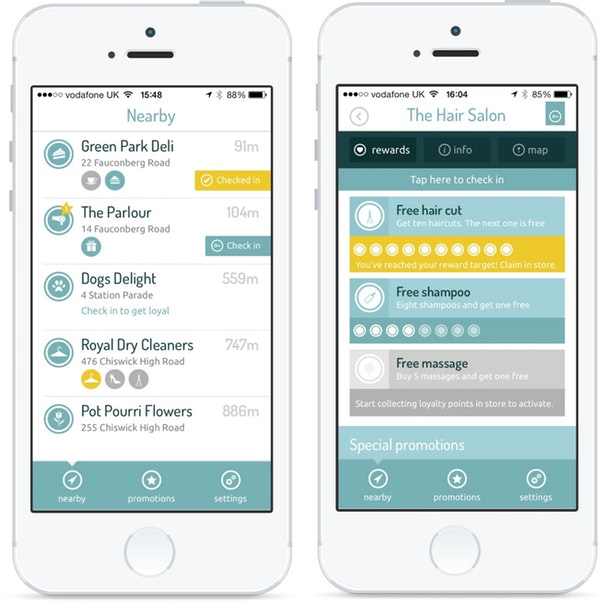 vodafone UK 15:48 88%
Nearby
Green Park Deli 91m
22 Fauconberg Road
Checked in
The Parlour 104m
14 Fauconberg Road
Check in
Dogs Delight 559m
4 Station Parade
Check in to get loyal
Royal Dry Cleaners 747m
476 Chiswick High Road
Pot Pourri Flowers 886m
255 Chiswick High Road
nearby promotions settings
vodafone UK 16:04 85%
The Hair Salon
rewards info map
Tap here to check in
Free hair cut
Get ten haircuts. The next one is free
You've reached your reward target! Claim in store.
Free shampoo
Eight shampoos and get one free
Free massage
Buy 5 massages and get one free
Start collecting loyalty points in store to activate.
Special promotions
nearby promotions settings